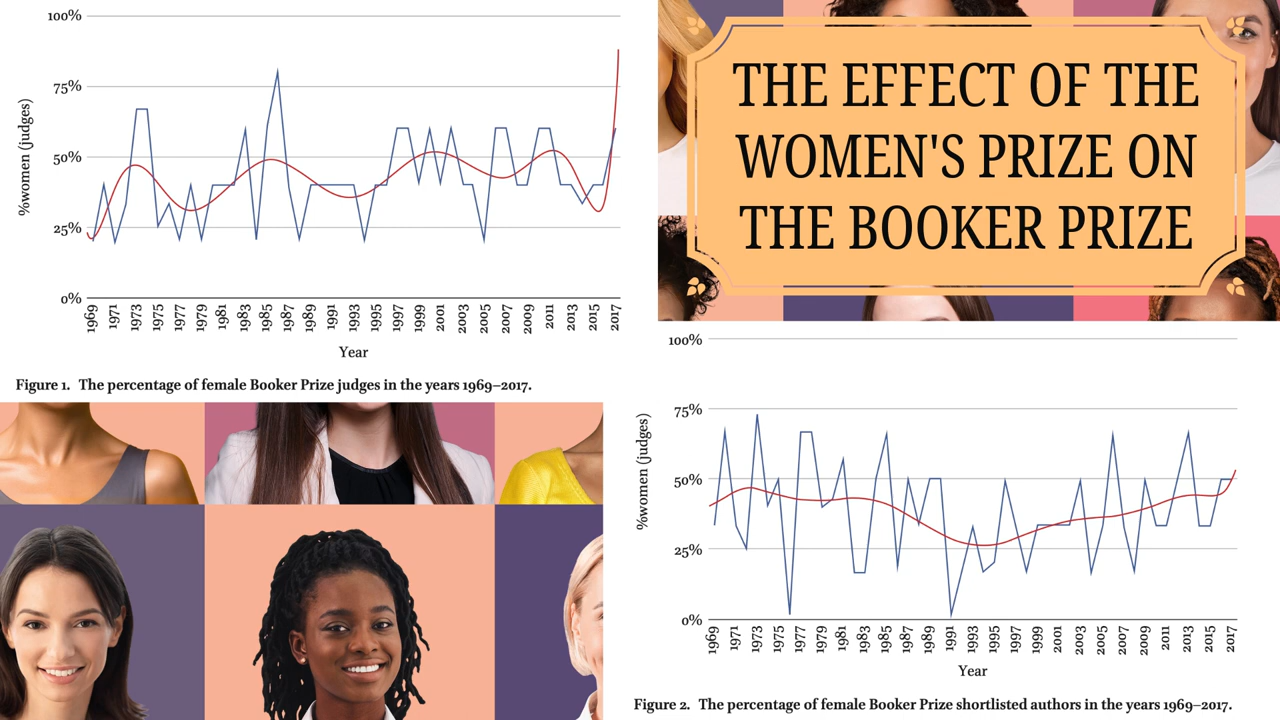 100%
75%
50%
25%
0%
%women (judges)
1969 1971 1973 1975 1977 1979 1981 1983 1985 1987 1989 1991 1993 1995 1997 1999 2001 2003 2005 2007 2009 2011 2013 2015 2017
Year
Figure 1. The percentage of female Booker Prize judges in the years 1969–2017.
THE EFFECT OF THE
WOMEN'S PRIZE ON
THE BOOKER PRIZE
100%
75%
50%
25%
0%
%women (judges)
1969 1971 1973 1975 1977 1979 1981 1983 1985 1987 1989 1991 1993 1995 1997 1999 2001 2003 2005 2007 2009 2011 2013 2015 2017
Year
Figure 2. The percentage of female Booker Prize shortlisted authors in the years 1969–2017.